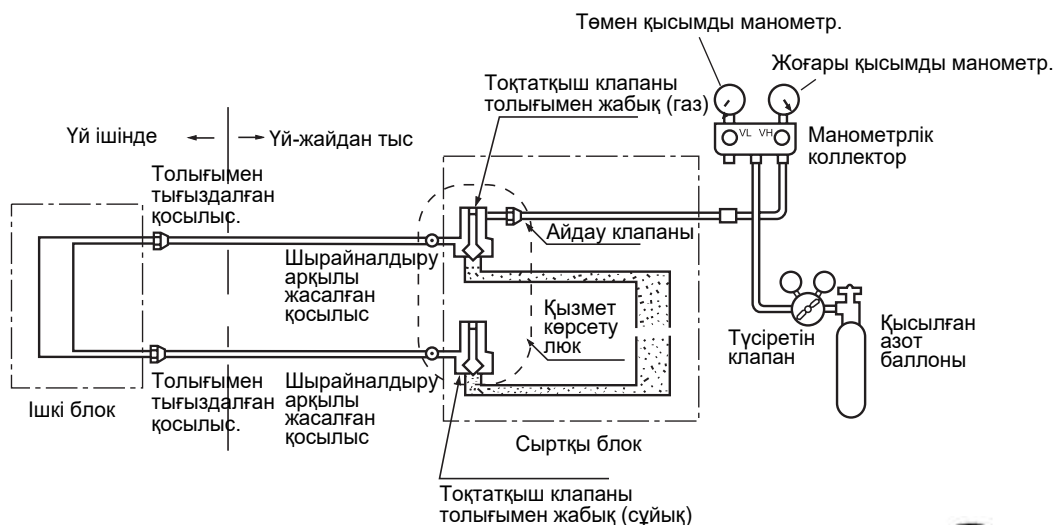 Төмен қысымды манометр.
Жоғары қысымды манометр.
Тоқтатқыш клапаны
толығымен жабық (газ)
VL VH
Манометрлік
коллектор
Үй ішінде
Үй-жайдан тыс
Толығымен
тығыздалған
қосылыс.
Айдау клапаны
Шырайналдыру
арқылы
жасалған
қосылыс
Қызмет
көрсету
люк
Түсіретін
клапан
Қысылған
азот
баллоны
Ішкі блок
Толығымен
тығыздалған
қосылыс.
Шырайналдыру
арқылы
жасалған
қосылыс
Сыртқы блок
Тоқтатқыш клапаны
толығымен жабық (сұйық)